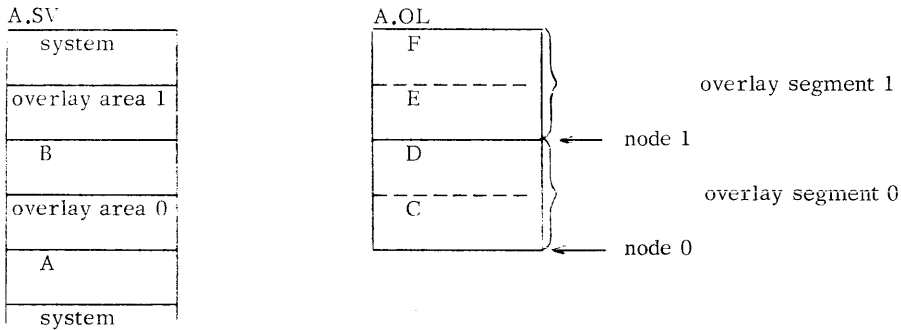 A.SV
system
overlay area 1
B
overlay area 0
A
system
A.OL
F
E
D
C
overlay segment 1
node 1
overlay segment 0
node 0